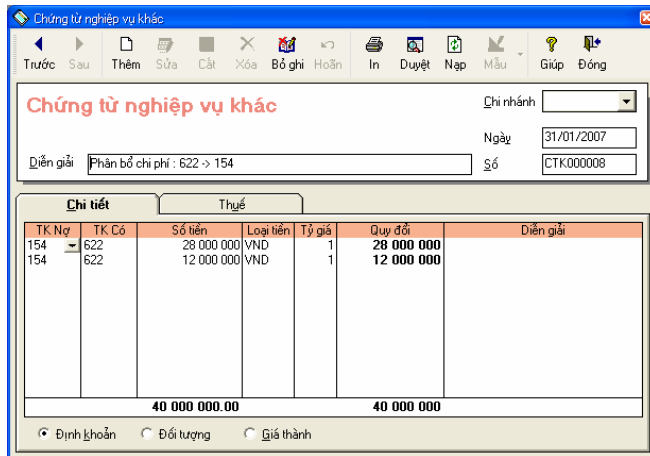 Chứng từ nghiệp vụ khác
Trước Sau Thêm Sửa Cất Xóa Bỏ ghi Hoãn In Duyệt Nạp Mẫu Giúp Đóng
Chứng từ nghiệp vụ khác
Chi nhánh
Ngày 31/01/2007
Diễn giải Phân bổ chi phí : 622 -> 154 Số CTK000008
Chi tiết Thuế
TK Nợ TK Có Số tiền Loại tiền Tỷ giá Quy đổi Diễn giải
154 622 28 000 000 VND 1 28 000 000
154 622 12 000 000 VND 1 12 000 000
40 000 000.00 40 000 000
Định khoản Đối tượng Giá thành